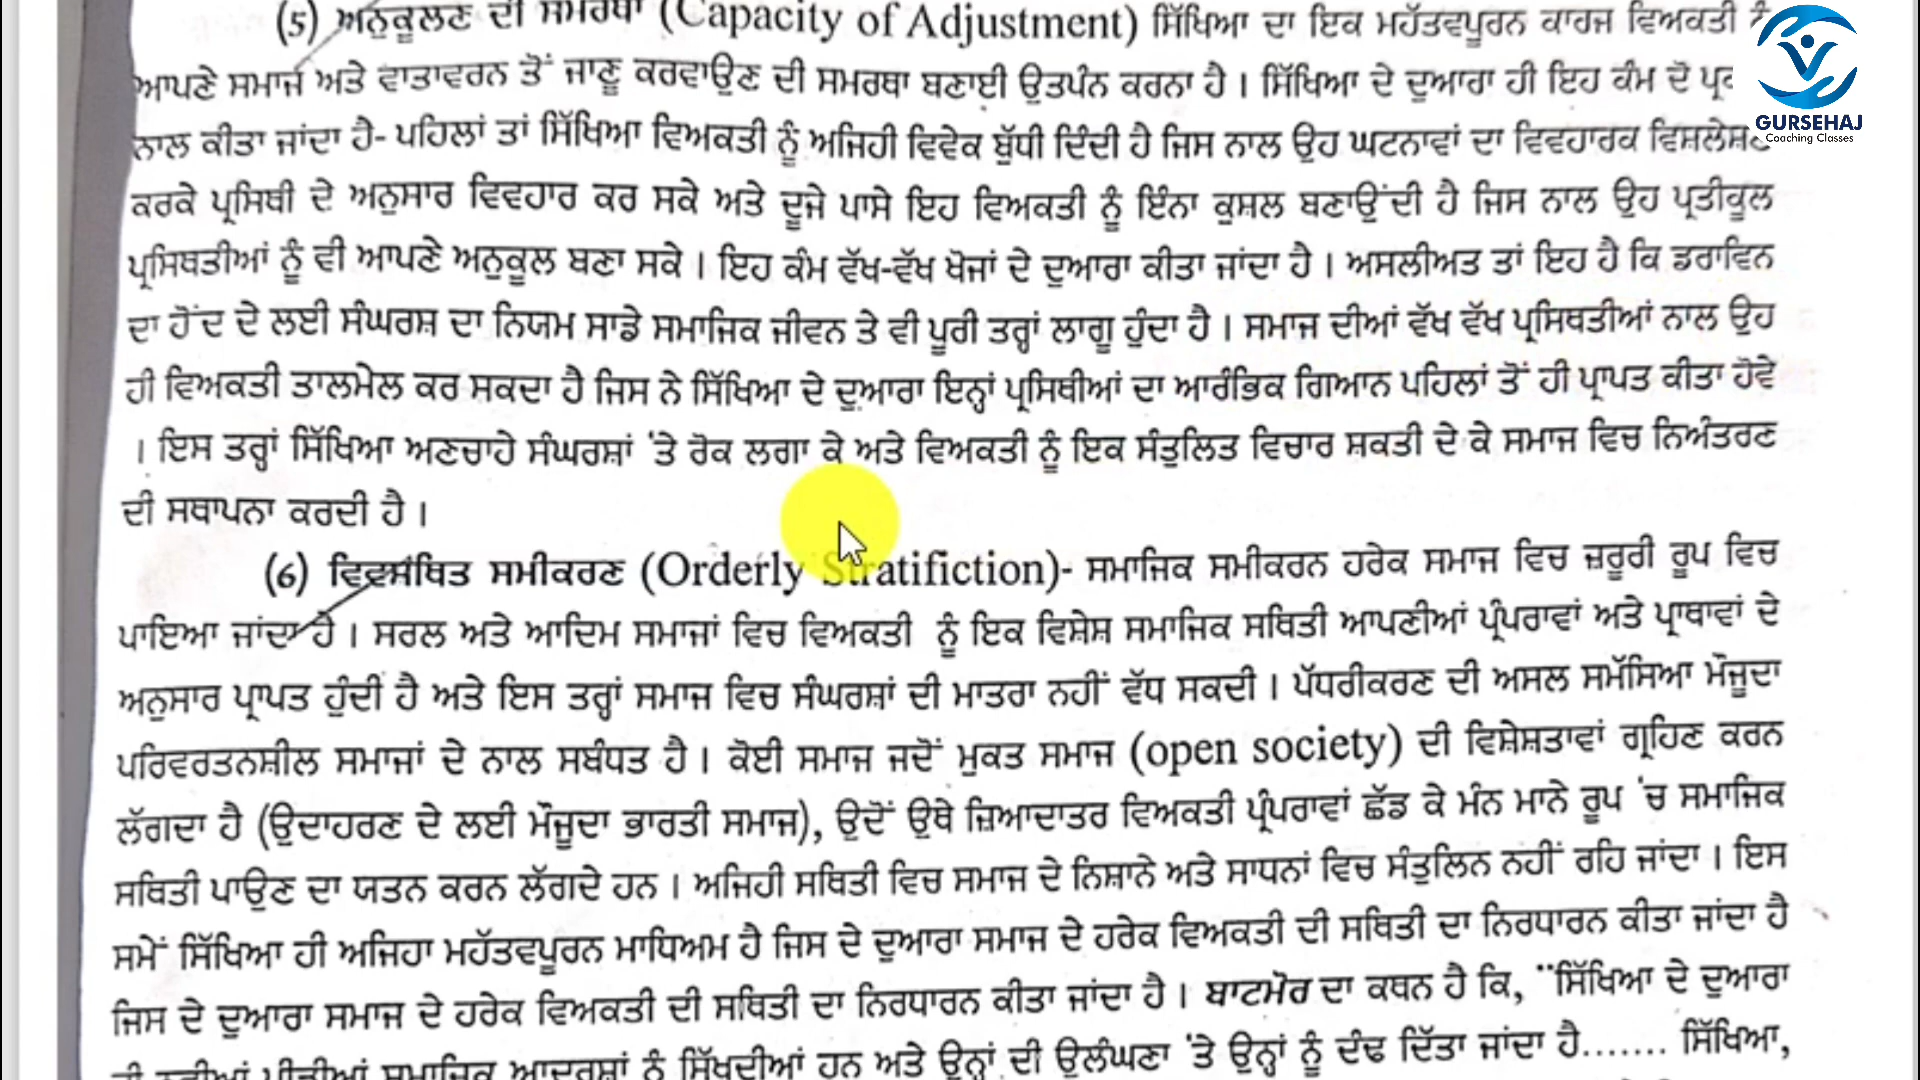 (5) ਅਨੁਕੂਲਣ ਦੀ ਸਮਰਥਾ (Capacity of Adjustment) ਸਿੱਖਿਆ ਦਾ ਇਕ ਮਹੱਤਵਪੂਰਨ ਕਾਰਜ ਵਿਅਕਤੀ ਨੂੰ
ਆਪਣੇ ਸਮਾਜ ਅਤੇ ਵਾਤਾਵਰਨ ਤੋਂ ਜਾਣੂ ਕਰਵਾਉਣ ਦੀ ਸਮਰਥਾ ਬਣਾਈ ਉਤਪੰਨ ਕਰਨਾ ਹੈ । ਸਿੱਖਿਆ ਦੇ ਦੁਆਰਾ ਹੀ ਇਹ ਕੰਮ ਦੋ
ਨਾਲ ਕੀਤਾ ਜਾਂਦਾ ਹੈ- ਪਹਿਲਾਂ ਤਾਂ ਸਿੱਖਿਆ ਵਿਅਕਤੀ ਨੂੰ ਅਜਿਹੀ ਵਿਵੇਕ ਬੁੱਧੀ ਦਿੰਦੀ ਹੈ ਜਿਸ ਨਾਲ ਉਹ ਘਟਨਾਵਾਂ ਦਾ ਵਿਵਹਾਰਕ
ਕਰਕੇ ਪ੍ਰਸਿਥੀ ਦੇ ਅਨੁਸਾਰ ਵਿਵਹਾਰ ਕਰ ਸਕੇ ਅਤੇ ਦੂਜੇ ਪਾਸੇ ਇਹ ਵਿਅਕਤੀ ਨੂੰ ਇੰਨਾ ਕੁਸ਼ਲ ਬਣਾਉਂਦੀ ਹੈ ਜਿਸ ਨਾਲ ਉਹ ਪ੍ਰਤੀਕੂਲ
ਪ੍ਰਸਿਥਤੀਆਂ ਨੂੰ ਵੀ ਆਪਣੇ ਅਨੁਕੂਲ ਬਣਾ ਸਕੇ । ਇਹ ਕੰਮ ਵੱਖ-ਵੱਖ ਖੋਜਾਂ ਦੇ ਦੁਆਰਾ ਕੀਤਾ ਜਾਂਦਾ ਹੈ । ਅਸਲੀਅਤ ਤਾਂ ਇਹ ਹੈ ਕਿ ਡਰਾਵਿਨ
ਦਾ ਹੋਂਦ ਦੇ ਲਈ ਸੰਘਰਸ਼ ਦਾ ਨਿਯਮ ਸਾਡੇ ਸਮਾਜਿਕ ਜੀਵਨ ਤੇ ਵੀ ਪੂਰੀ ਤਰ੍ਹਾਂ ਲਾਗੂ ਹੁੰਦਾ ਹੈ । ਸਮਾਜ ਦੀਆਂ ਵੱਖ ਵੱਖ ਪ੍ਰਸਿਥਤੀਆਂ ਨਾਲ ਉਹ
ਹੀ ਵਿਅਕਤੀ ਤਾਲਮੇਲ ਕਰ ਸਕਦਾ ਹੈ ਜਿਸ ਨੇ ਸਿੱਖਿਆ ਦੇ ਦੁਆਰਾ ਇਨ੍ਹਾਂ ਪ੍ਰਸਿਥੀਆਂ ਦਾ ਆਰੰਭਿਕ ਗਿਆਨ ਪਹਿਲਾਂ ਤੋਂ ਹੀ ਪ੍ਰਾਪਤ ਕੀਤਾ ਹੋਵੇ
। ਇਸ ਤਰ੍ਹਾਂ ਸਿੱਖਿਆ ਅਣਚਾਹੇ ਸੰਘਰਸ਼ਾਂ 'ਤੇ ਰੋਕ ਲਗਾ ਕੇ ਅਤੇ ਵਿਅਕਤੀ ਨੂੰ ਇਕ ਸੰਤੁਲਿਤ ਵਿਚਾਰ ਸ਼ਕਤੀ ਦੇ ਕੇ ਸਮਾਜ ਵਿਚ ਨਿਅੰਤਰਣ
ਦੀ ਸਥਾਪਨਾ ਕਰਦੀ ਹੈ ।
(6) ਸਮੀਕਰਣ (Orderly Stratifiction)- ਸਮਾਜਿਕ ਸਮੀਕਰਨ ਹਰੇਕ ਸਮਾਜ ਵਿਚ ਜ਼ਰੂਰੀ ਰੂਪ ਵਿਚ
ਪਾਇਆ ਜਾਂਦਾ ਹੈ । ਸਰਲ ਅਤੇ ਆਦਿਮ ਸਮਾਜਾਂ ਵਿਚ ਵਿਅਕਤੀ ਨੂੰ ਇਕ ਵਿਸ਼ੇਸ਼ ਸਮਾਜਿਕ ਸਥਿਤੀ ਆਪਣੀਆਂ ਪ੍ਰੰਪਰਾਵਾਂ ਅਤੇ ਪ੍ਰਾਥਾਵਾਂ ਦੇ
ਅਨੁਸਾਰ ਪ੍ਰਾਪਤ ਹੁੰਦੀ ਹੈ ਅਤੇ ਇਸ ਤਰ੍ਹਾਂ ਸਮਾਜ ਵਿਚ ਸੰਘਰਸ਼ਾਂ ਦੀ ਮਾਤਰਾ ਨਹੀਂ ਵੱਧ ਸਕਦੀ । ਪੱਧਰੀਕਰਣ ਦੀ ਅਸਲ ਸਮੱਸਿਆ ਮੌਜੂਦਾ
ਪਰਿਵਰਤਨਸ਼ੀਲ ਸਮਾਜਾਂ ਦੇ ਨਾਲ ਸਬੰਧਤ ਹੈ । ਕੋਈ ਸਮਾਜ ਜਦੋਂ ਮੁਕਤ ਸਮਾਜ (open society) ਦੀ ਵਿਸ਼ੇਸ਼ਤਾਵਾਂ ਗ੍ਰਹਿਣ ਕਰਨ
ਲੱਗਦਾ ਹੈ (ਉਦਾਹਰਣ ਦੇ ਲਈ ਮੌਜੂਦਾ ਭਾਰਤੀ ਸਮਾਜ), ਉਦੋਂ ਉਥੇ ਜ਼ਿਆਦਾਤਰ ਵਿਅਕਤੀ ਪ੍ਰੰਪਰਾਵਾਂ ਛੱਡ ਕੇ ਮੰਨ ਮਾਨੇ ਰੂਪ 'ਚ ਸਮਾਜਿਕ
ਸਥਿਤੀ ਪਾਉਣ ਦਾ ਯਤਨ ਕਰਨ ਲੱਗਦੇ ਹਨ । ਅਜਿਹੀ ਸਥਿਤੀ ਵਿਚ ਸਮਾਜ ਦੇ ਨਿਸ਼ਾਨੇ ਅਤੇ ਸਾਧਨਾਂ ਵਿਚ ਸੰਤੁਲਿਨ ਨਹੀਂ ਰਹਿ ਜਾਂਦਾ । ਇਸ
ਸਮੇਂ ਸਿੱਖਿਆ ਹੀ ਅਜਿਹਾ ਮਹੱਤਵਪੂਰਨ ਮਾਧਿਅਮ ਹੈ ਜਿਸ ਦੇ ਦੁਆਰਾ ਸਮਾਜ ਦੇ ਹਰੇਕ ਵਿਅਕਤੀ ਦੀ ਸਥਿਤੀ ਦਾ ਨਿਰਧਾਰਨ ਕੀਤਾ ਜਾਂਦਾ ਹੈ
ਜਿਸ ਦੇ ਦੁਆਰਾ ਸਮਾਜ ਦੇ ਹਰੇਕ ਵਿਅਕਤੀ ਦੀ ਸਥਿਤੀ ਦਾ ਨਿਰਧਾਰਨ ਕੀਤਾ ਜਾਂਦਾ ਹੈ । ਬਾਟਮੋਰ ਦਾ ਕਥਨ ਹੈ ਕਿ, "ਸਿੱਖਿਆ ਦੇ ਦੁਆਰਾ
ਆਦਰਸ਼ਾਂ ਨੂੰ ਸਿੱਖਦੀਆਂ ਹਨ ਅਤੇ ਉਨ੍ਹਾਂ ਦੀ ਉਲੰਘਣਾ 'ਤੇ ਉਨ੍ਹਾਂ ਨੂੰ ਦੰਢ ਦਿੱਤਾ ਜਾਂਦਾ ਹੈ....... ਸਿੱਖਿਆ,
GURSEHAJ
Coaching Classes